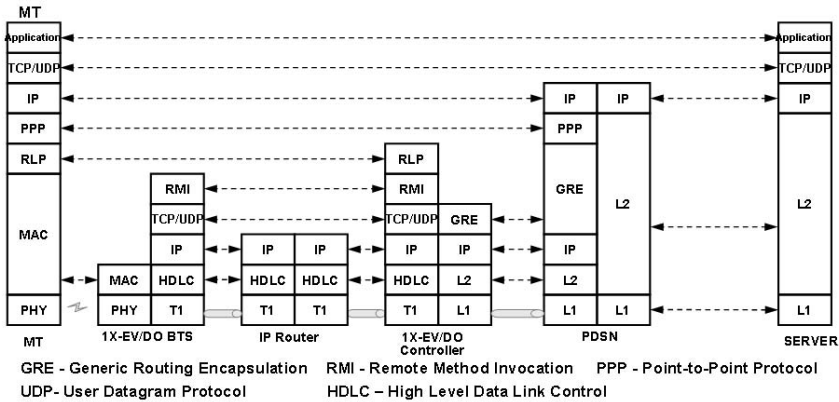 MT
Application Application
TCP/UDP TCP/UDP
IP IP IP IP
PPP PPP
RLP RLP
RMI RMI
GRE
L2
L2
MAC
TCP/UDP TCP/UDP GRE
IP IP IP IP IP IP
MAC HDLC HDLC HDLC HDLC L2 L2
PHY PHY T1 T1 T1 T1 L1 L1 L1 L1
MT 1X-EV/DO BTS IP Router 1X-EV/DO Controller PDSN SERVER
GRE - Generic Routing Encapsulation RMI - Remote Method Invocation PPP - Point-to-Point Protocol
UDP- User Datagram Protocol HDLC – High Level Data Link Control